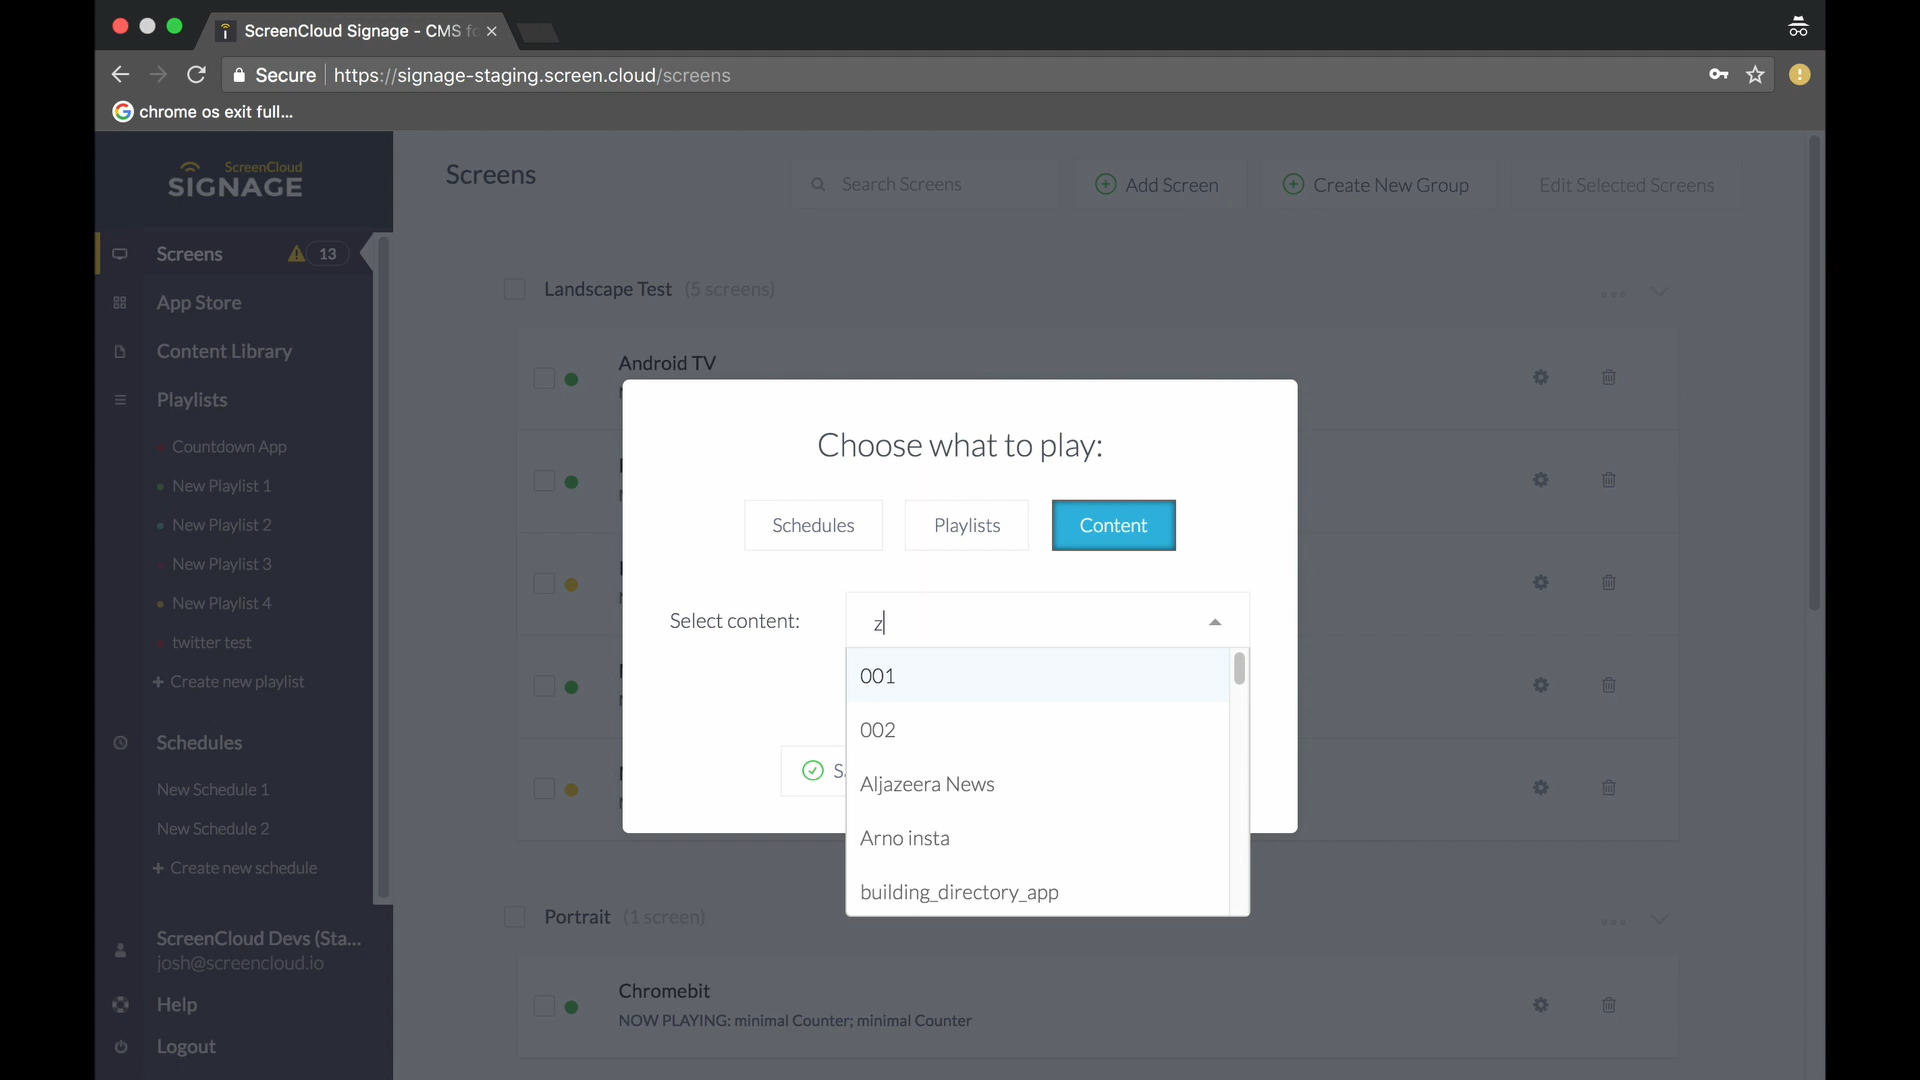 ScreenCloud Signage - CMS fo
Secure https://signage-staging.screen.cloud/screens
chrome os exit full...
ScreenCloud
SIGNAGE
Screens 13
App Store
Content Library
Playlists
Countdown App
New Playlist 1
New Playlist 2
New Playlist 3
New Playlist 4
twitter test
+ Create new playlist
Schedules
New Schedule 1
New Schedule 2
+ Create new schedule
ScreenCloud Devs (Sta...
josh@screencloud.io
Help
Logout
Screens
Search Screens
Add Screen
Create New Group
Edit Selected Screens
Landscape Test (5 screens)
Android TV
Choose what to play:
Schedules
Playlists
Content
Select content:
z
001
002
Aljazeera News
Arno insta
building_directory_app
Portrait (1 screen)
Chromebit
NOW PLAYING: minimal Counter; minimal Counter